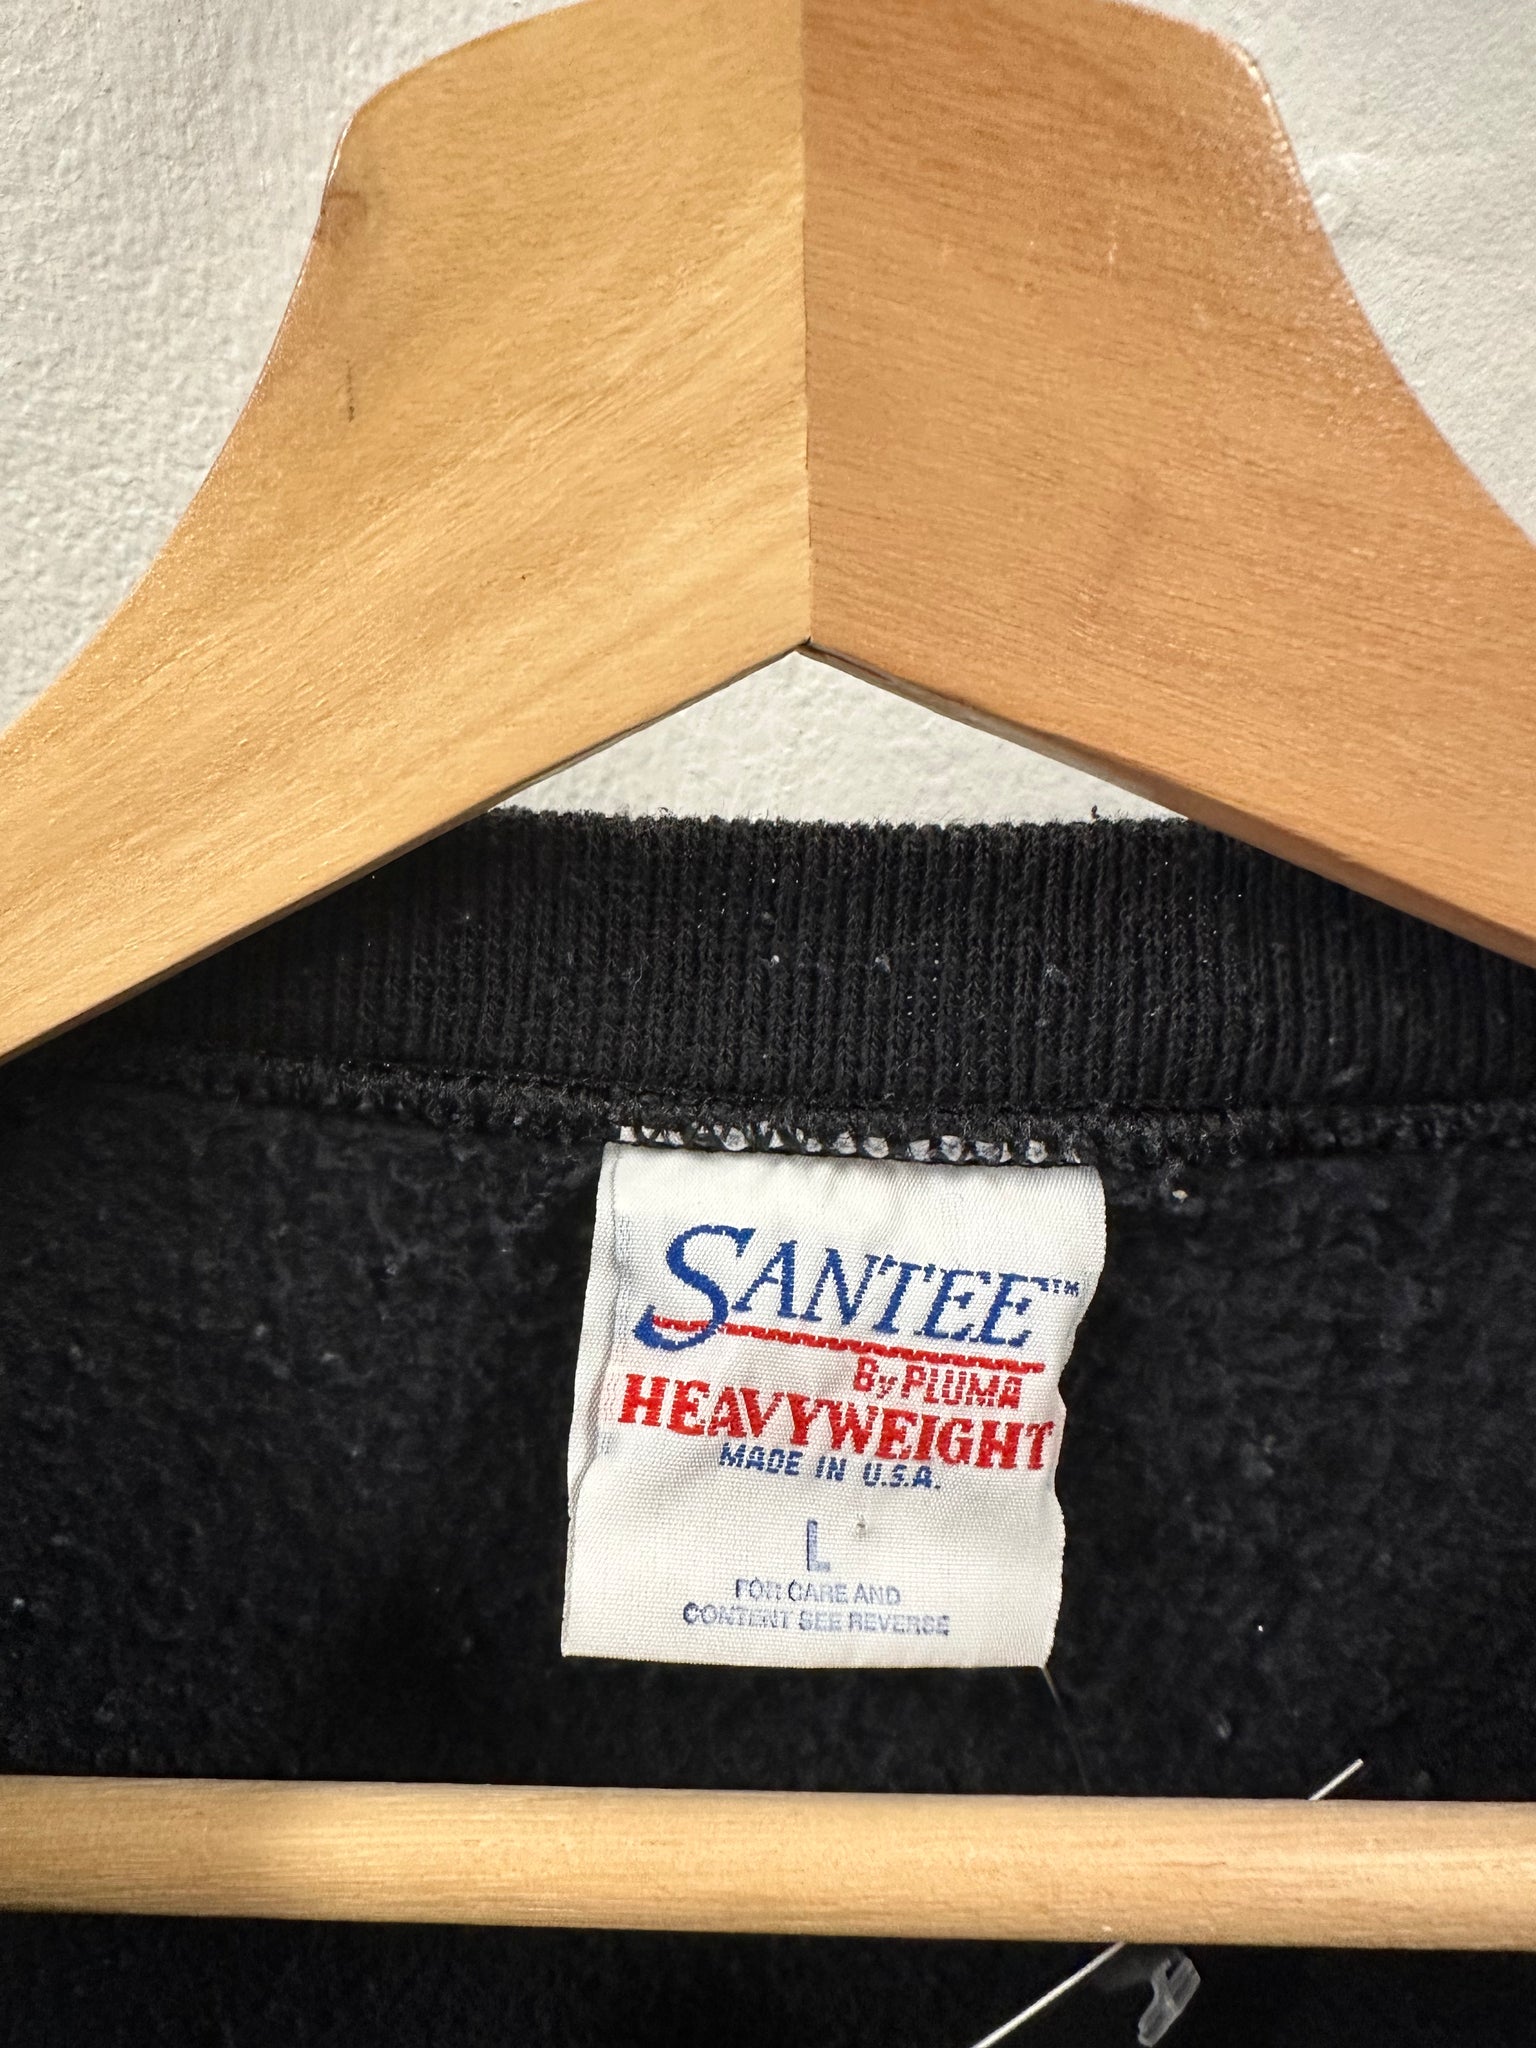 SANTEE™
By PLUMA
HEAVYWEIGHT
MADE IN U.S.A.
L
FOR CARE AND
CONTENT SEE REVERSE